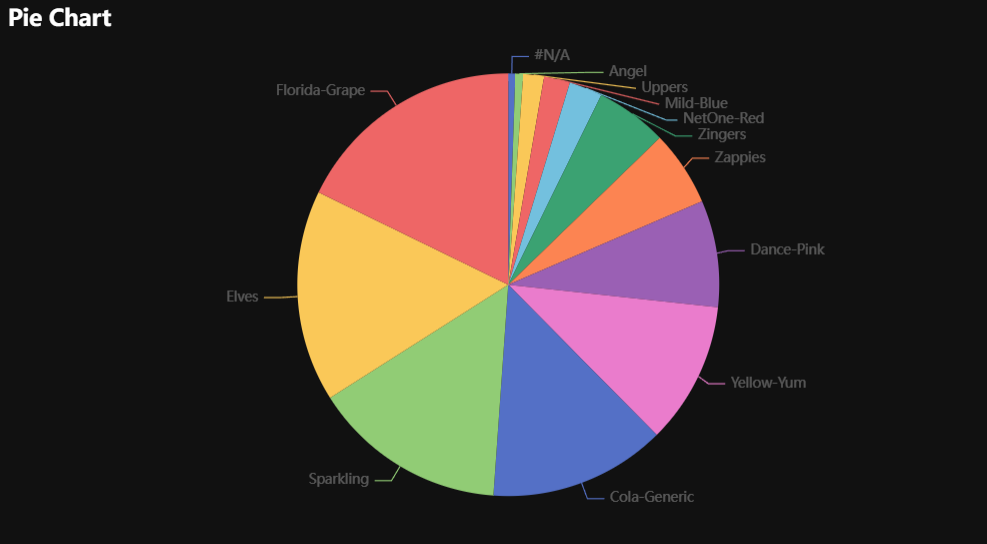 Pie Chart
#N/A
Angel
Uppers
Mild-Blue
NetOne-Red
Zingers
Zappies
Dance-Pink
Yellow-Yum
Cola-Generic
Sparkling
Elves
Florida-Grape